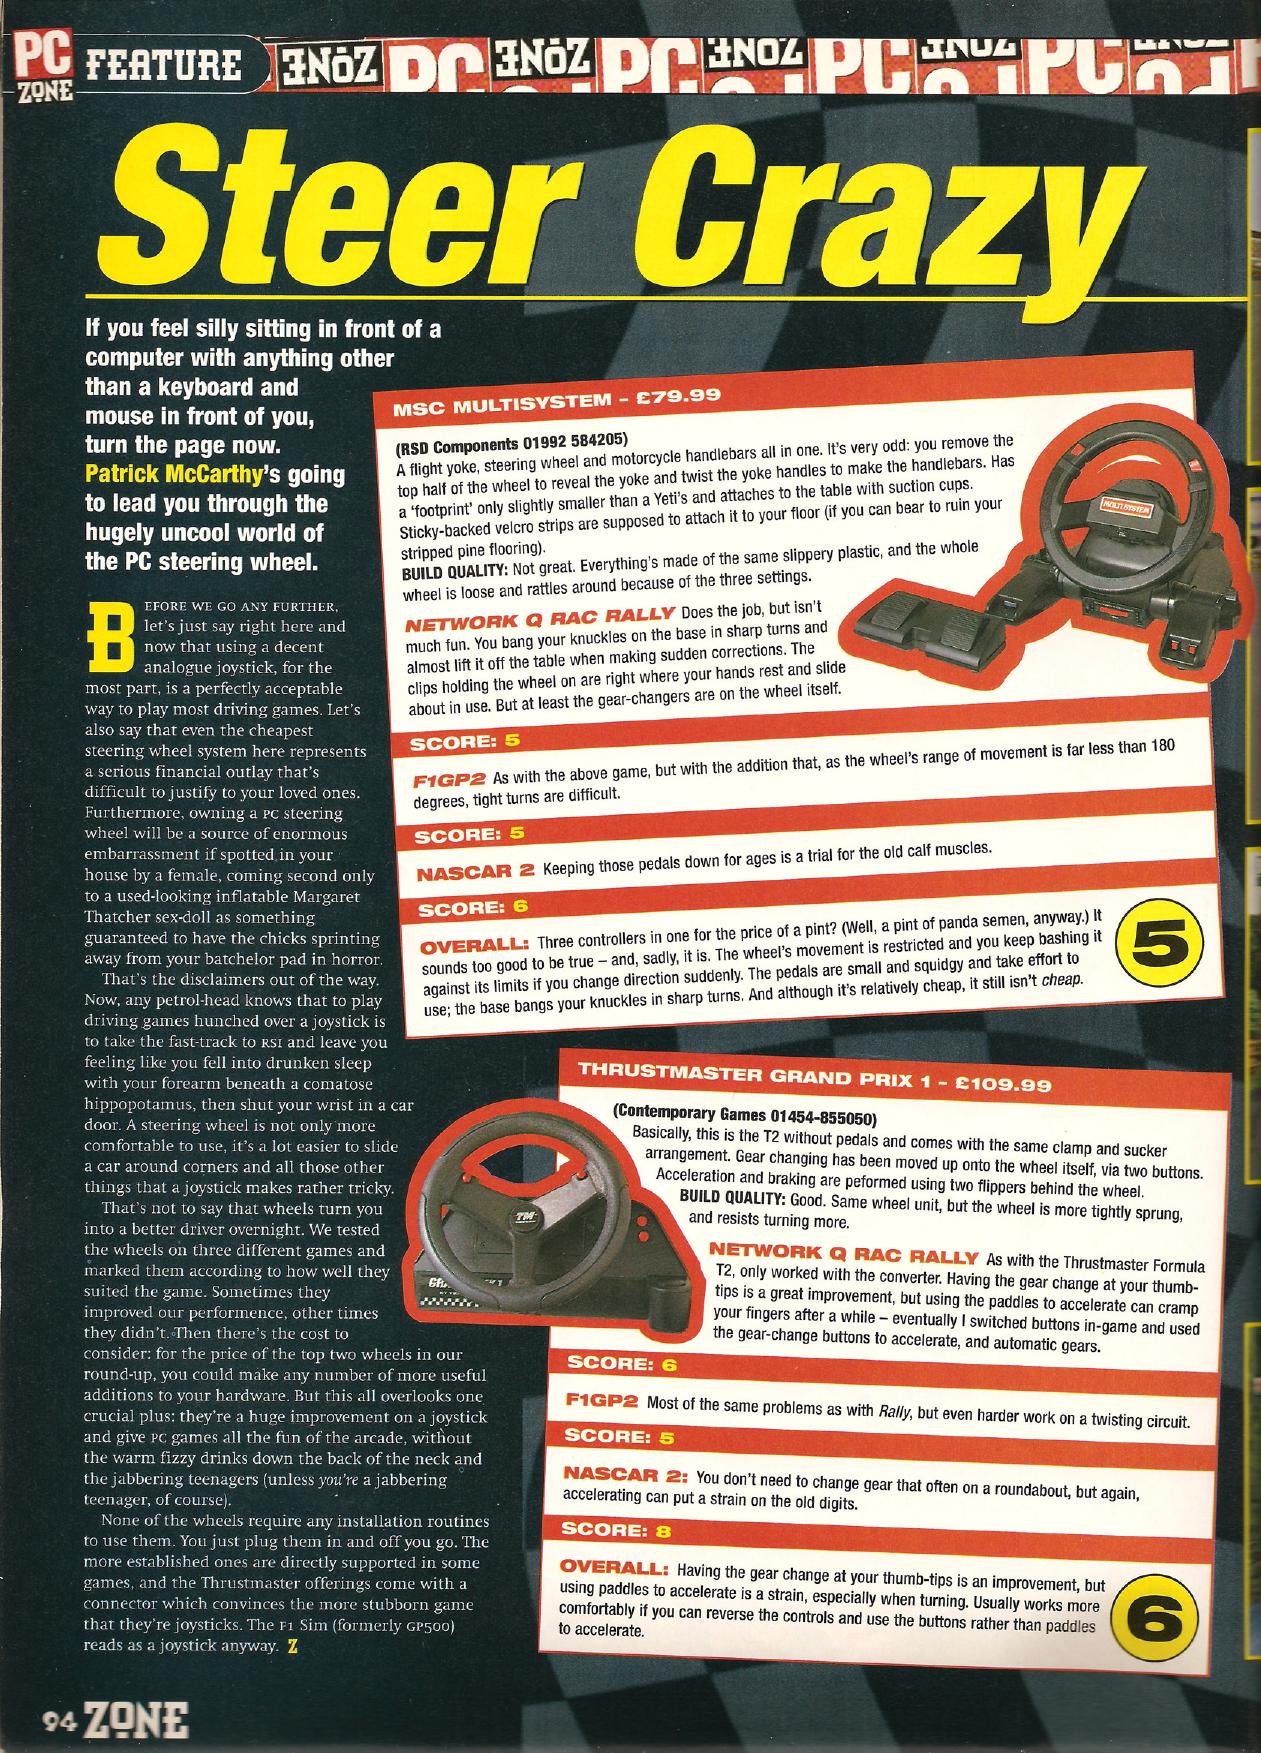 PC
ZONE
FEATURE
ZONE PC ZONE PC ZONE PC ZONE PC ZONE
Steer Crazy
If you feel silly sitting in front of a
computer with anything other
than a keyboard and
mouse in front of you,
turn the page now.
Patrick McCarthy's going
to lead you through the
hugely uncool world of
the PC steering wheel.
BEFORE WE GO ANY FURTHER,
let's just say right here and
now that using a decent
analogue joystick, for the
most part, is a perfectly acceptable
way to play most driving games. Let's
also say that even the cheapest
steering wheel system here represents
a serious financial outlay that's
difficult to justify to your loved ones.
Furthermore, owning a PC steering
wheel will be a source of enormous
embarrassment if spotted in your
house by a female, coming second only
to a used-looking inflatable Margaret
Thatcher sex-doll as something
guaranteed to have the chicks sprinting
away from your batchelor pad in horror.
That's the disclaimers out of the way.
Now, any petrol-head knows that to play
driving games hunched over a joystick is
to take the fast-track to RSI and leave you
feeling like you fell into drunken sleep
with your forearm beneath a comatose
hippopotamus, then shut your wrist in a car
door. A steering wheel is not only more
comfortable to use, it's a lot easier to slide
a car around corners and all those other
things that a joystick makes rather tricky.
That's not to say that wheels turn you
into a better driver overnight. We tested
the wheels on three different games and
marked them according to how well they
suited the game. Sometimes they
improved our performence, other times
they didn't. Then there's the cost to
consider: for the price of the top two wheels in our
round-up, you could make any number of more useful
additions to your hardware. But this all overlooks one
crucial plus: they're a huge improvement on a joystick
and give PC games all the fun of the arcade, without
the warm fizzy drinks down the back of the neck and
the jabbering teenagers (unless you're a jabbering
teenager, of course).
None of the wheels require any installation routines
to use them. You just plug them in and off you go. The
more established ones are directly supported in some
games, and the Thrustmaster offerings come with a
connector which convinces the more stubborn game
that they're joysticks. The F1 Sim (formerly GP500)
reads as a joystick anyway. Z
MSC MULTISYSTEM - £79.99
(RSD Components 01992 584205)
A flight yoke, steering wheel and motorcycle handlebars all in one. It's very odd: you remove the
top half of the wheel to reveal the yoke and twist the yoke handles to make the handlebars. Has
a 'footprint' only slightly smaller than a Yeti's and attaches to the table with suction cups.
Sticky-backed velcro strips are supposed to attach it to your floor (if you can bear to ruin your
stripped pine flooring).
BUILD QUALITY: Not great. Everything's made of the same slippery plastic, and the whole
wheel is loose and rattles around because of the three settings.
NETWORK Q RAC RALLY Does the job, but isn't
much fun. You bang your knuckles on the base in sharp turns and
almost lift it off the table when making sudden corrections. The
clips holding the wheel on are right where your hands rest and slide
about in use. But at least the gear-changers are on the wheel itself.
MULTISYSTEM
SCORE: 5
F1GP2 As with the above game, but with the addition that, as the wheel's range of movement is far less than 180
degrees, tight turns are difficult.
SCORE: 5
NASCAR 2 Keeping those pedals down for ages is a trial for the old calf muscles.
SCORE: 6
OVERALL: Three controllers in one for the price of a pint? (Well, a pint of panda semen, anyway.) It
sounds too good to be true – and, sadly, it is. The wheel's movement is restricted and you keep bashing it
against its limits if you change direction suddenly. The pedals are small and squidgy and take effort to
use; the base bangs your knuckles in sharp turns. And although it's relatively cheap, it still isn't cheap.
5
THRUSTMASTER GRAND PRIX 1 - £109.99
(Contemporary Games 01454-855050)
Basically, this is the T2 without pedals and comes with the same clamp and sucker
arrangement. Gear changing has been moved up onto the wheel itself, via two buttons.
Acceleration and braking are peformed using two flippers behind the wheel.
BUILD QUALITY: Good. Same wheel unit, but the wheel is more tightly sprung,
and resists turning more.
TM
NETWORK Q RAC RALLY As with the Thrustmaster Formula
T2, only worked with the converter. Having the gear change at your thumb-
tips is a great improvement, but using the paddles to accelerate can cramp
your fingers after a while – eventually I switched buttons in-game and used
the gear-change buttons to accelerate, and automatic gears.
SCORE: 6
F1GP2 Most of the same problems as with Rally, but even harder work on a twisting circuit.
SCORE: 5
NASCAR 2: You don't need to change gear that often on a roundabout, but again,
accelerating can put a strain on the old digits.
SCORE: 8
OVERALL: Having the gear change at your thumb-tips is an improvement, but
using paddles to accelerate is a strain, especially when turning. Usually works more
comfortably if you can reverse the controls and use the buttons rather than paddles
to accelerate.
6
94 ZONE